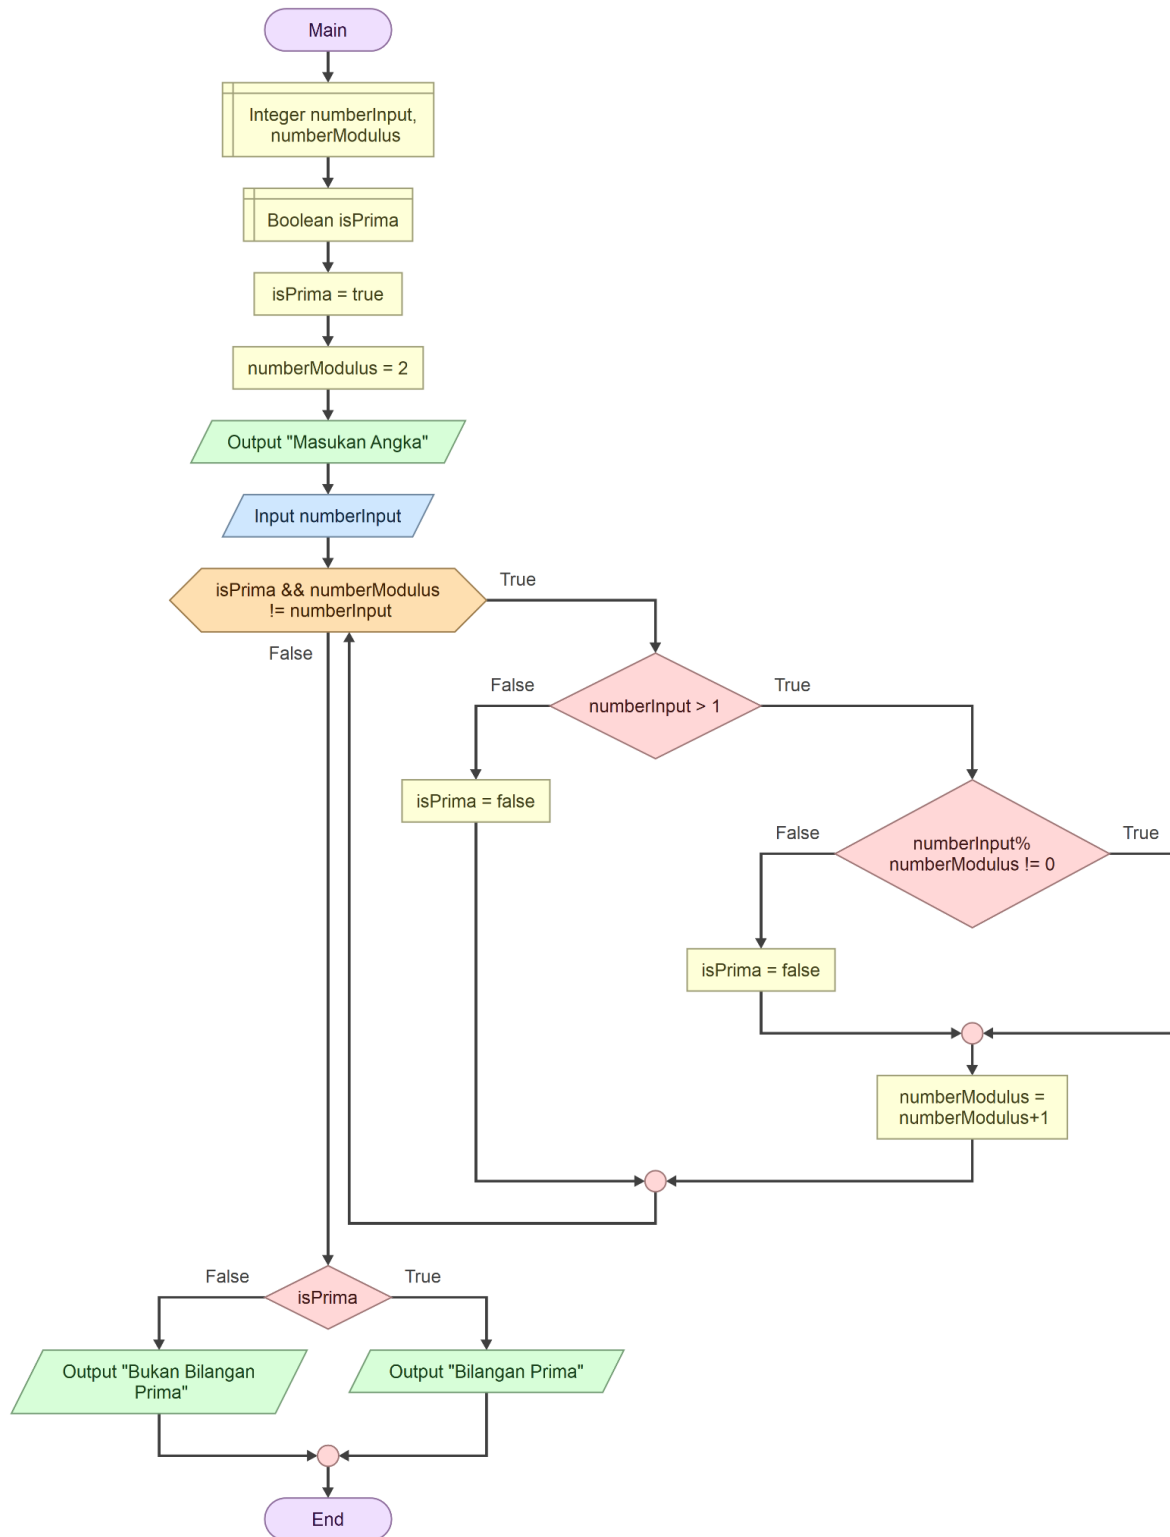 Main
Integer numberInput,
numberModulus
Boolean isPrima
isPrima = true
numberModulus = 2
Output "Masukan Angka"
Input numberInput
isPrima && numberModulus
!= numberInput
True
False
numberInput > 1
False
True
isPrima = false
numberInput%
numberModulus != 0
False
True
isPrima = false
numberModulus =
numberModulus+1
isPrima
False
True
Output "Bukan Bilangan
Prima"
Output "Bilangan Prima"
End